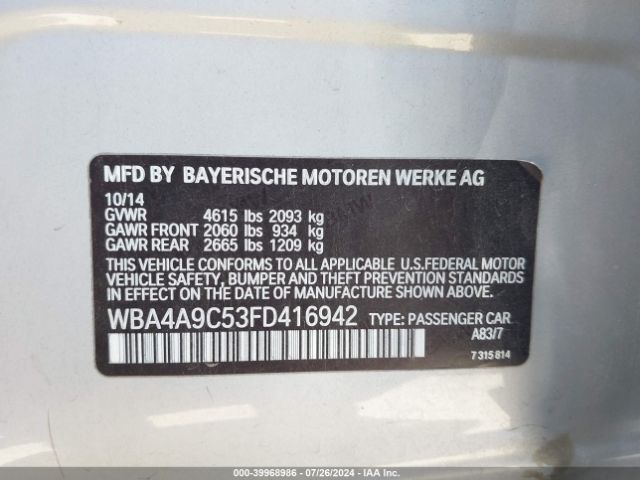 MFD BY BAYERISCHE MOTOREN WERKE AG
10/14
GVWR 4615 lbs 2093 kg
GAWR FRONT 2060 lbs 934 kg
GAWR REAR 2665 lbs 1209 kg
THIS VEHICLE CONFORMS TO ALL APPLICABLE U.S.FEDERAL MOTOR
VEHICLE SAFETY, BUMPER AND THEFT PREVENTION STANDARDS
IN EFFECT ON THE DATE OF MANUFACTURE SHOWN ABOVE.
WBA4A9C53FD416942 TYPE: PASSENGER CAR
A83/7
7 315 814
000-39968986 - 07/26/2024 - IAA Inc.